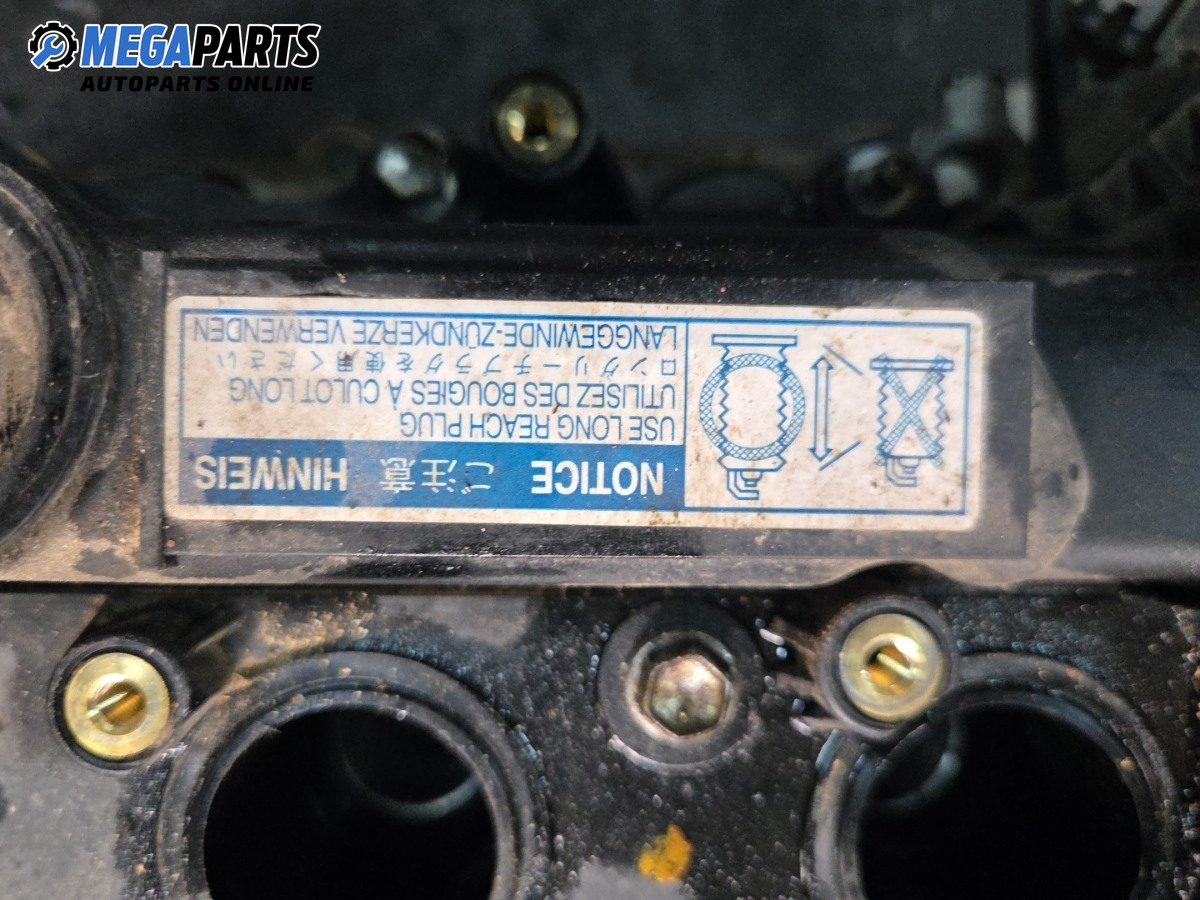 MEGAPARTS
AUTOPARTS ONLINE
NOTICE ご注意 HINWEIS
USE LONG REACH PLUG
UTILISEZ DES BOUGIES À CULOT LONG
ロングリーチプラグを使用ください
LANGGEWINDE-ZÜNDKERZE VERWENDEN